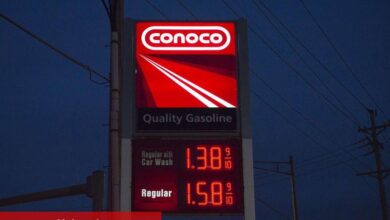 CONOCO
Quality Gasoline
Regular with
Car Wash
1.38 9/10
Regular
1.58 9/10